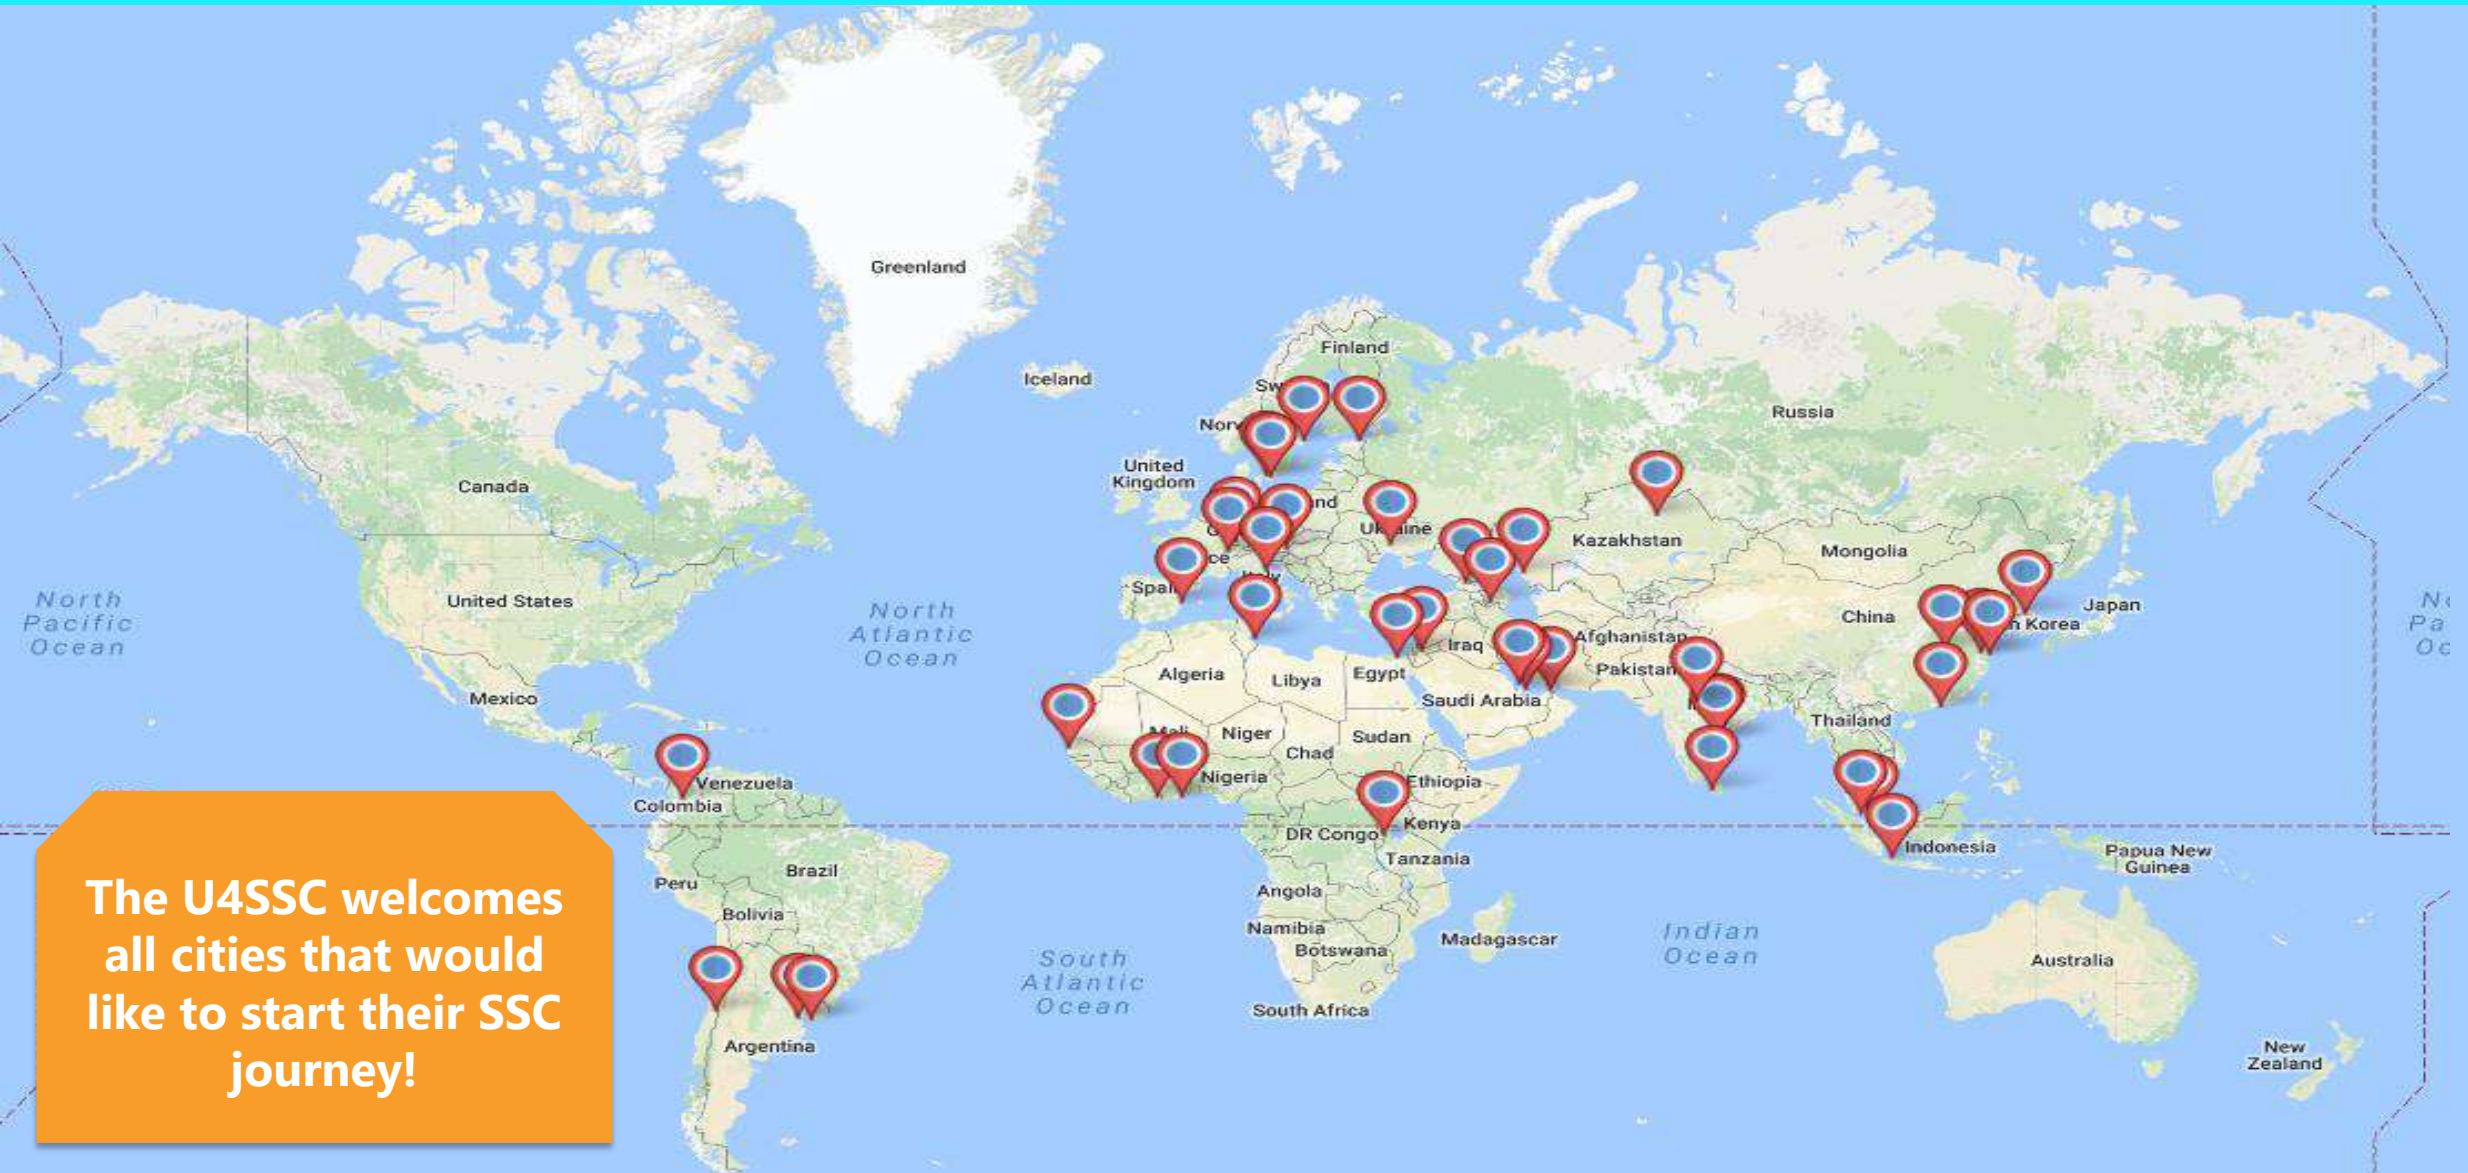 Greenland
Finland
Iceland
Russia
United
Kingdom
Canada
Kazakhstan
Mongolia
United States
North
Pacific
Ocean
North
Atlantic
Ocean
China
Japan
Korea
Afghanistan
Iraq
Pakistan
Algeria
Libya
Egypt
Saudi Arabia
Mexico
Thailand
Mali
Niger
Chad
Sudan
Nigeria
Ethiopia
Venezuela
Colombia
DR Congo
Kenya
Tanzania
Indonesia
Papua New
Guinea
Brazil
Peru
Bolivia
Angola
Namibia
Botswana
Madagascar
Indian
Ocean
South
Atlantic
Ocean
Australia
South Africa
Argentina
New
Zealand
The U4SSC welcomes
all cities that would
like to start their SSC
journey!